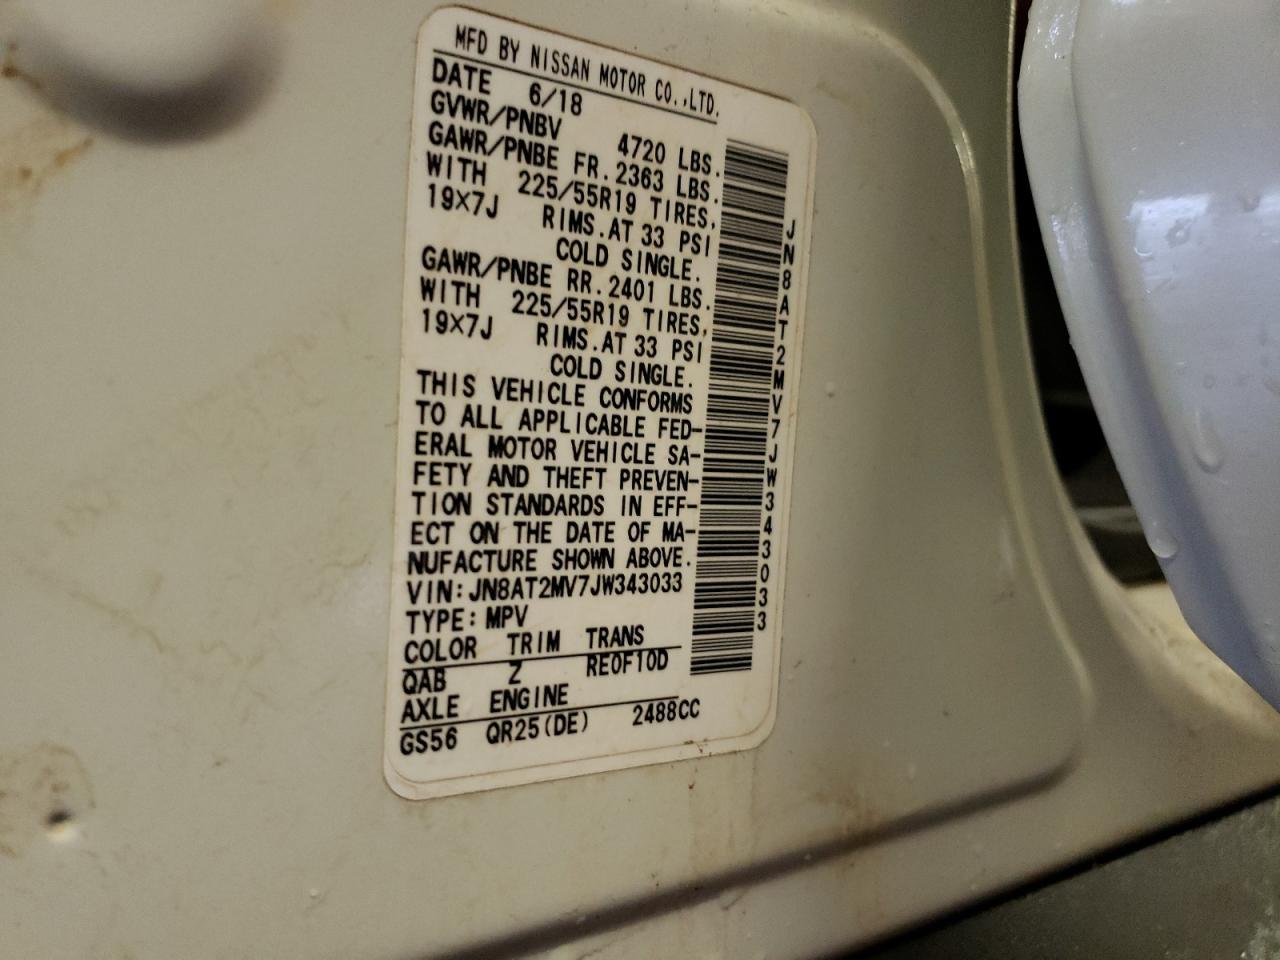 MFD BY NISSAN MOTOR CO.,LTD.
DATE 6/18
GVWR/PNBV 4720 LBS.
GAWR/PNBE FR. 2363 LBS.
WITH 225/55R19 TIRES,
19×7J RIMS.AT 33 PSI
COLD SINGLE.
GAWR/PNBE RR. 2401 LBS.
WITH 225/55R19 TIRES,
19×7J RIMS.AT 33 PSI
COLD SINGLE.
THIS VEHICLE CONFORMS
TO ALL APPLICABLE FED-
ERAL MOTOR VEHICLE SA-
FETY AND THEFT PREVEN-
TION STANDARDS IN EFF-
ECT ON THE DATE OF MA-
NUFACTURE SHOWN ABOVE.
VIN:JN8AT2MV7JW343033
TYPE:MPV
COLOR TRIM TRANS
QAB Z RE0F10D
AXLE ENGINE
GS56 QR25(DE) 2488CC
JN8AT2MV7JW343033